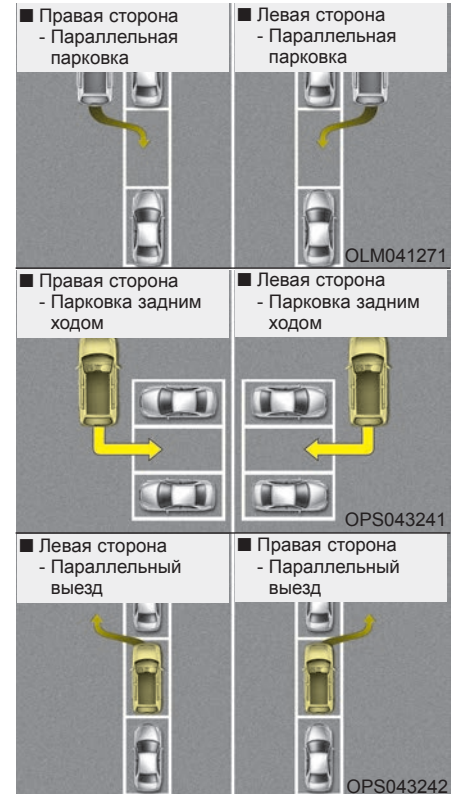 ■ Правая сторона
- Параллельная
парковка
■ Левая сторона
- Параллельная
парковка
OLM041271
■ Правая сторона
- Парковка задним
ходом
■ Левая сторона
- Парковка задним
ходом
OPS043241
■ Левая сторона
- Параллельный
выезд
■ Правая сторона
- Параллельный
выезд
OPS043242